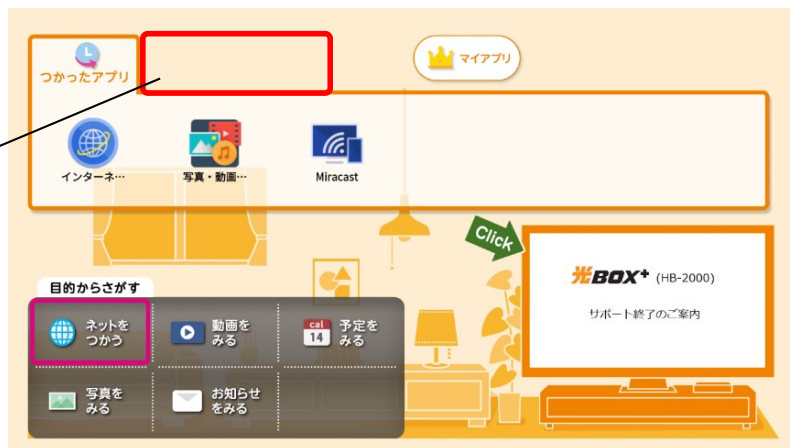 つかったアプリ
マイアプリ
インターネ…
写真・動画…
Miracast
Click
光BOX+ (HB-2000)
サポート終了のご案内
目的からさがす
ネットを
つかう
動画を
みる
cal
14
予定を
みる
写真を
みる
お知らせ
をみる